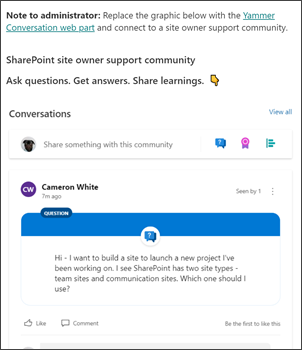 Note to administrator: Replace the graphic below with the Yammer
Conversation web part and connect to a site owner support community.
SharePoint site owner support community
Ask questions. Get answers. Share learnings.
Conversations
View all
Share something with this community
CW
Cameron White
7m ago
Seen by 1
QUESTION
Hi - I want to build a site to launch a new project I've
been working on. I see SharePoint has two site types -
team sites and communication sites. Which one should I
use?
Like
Comment
Be the first to like this